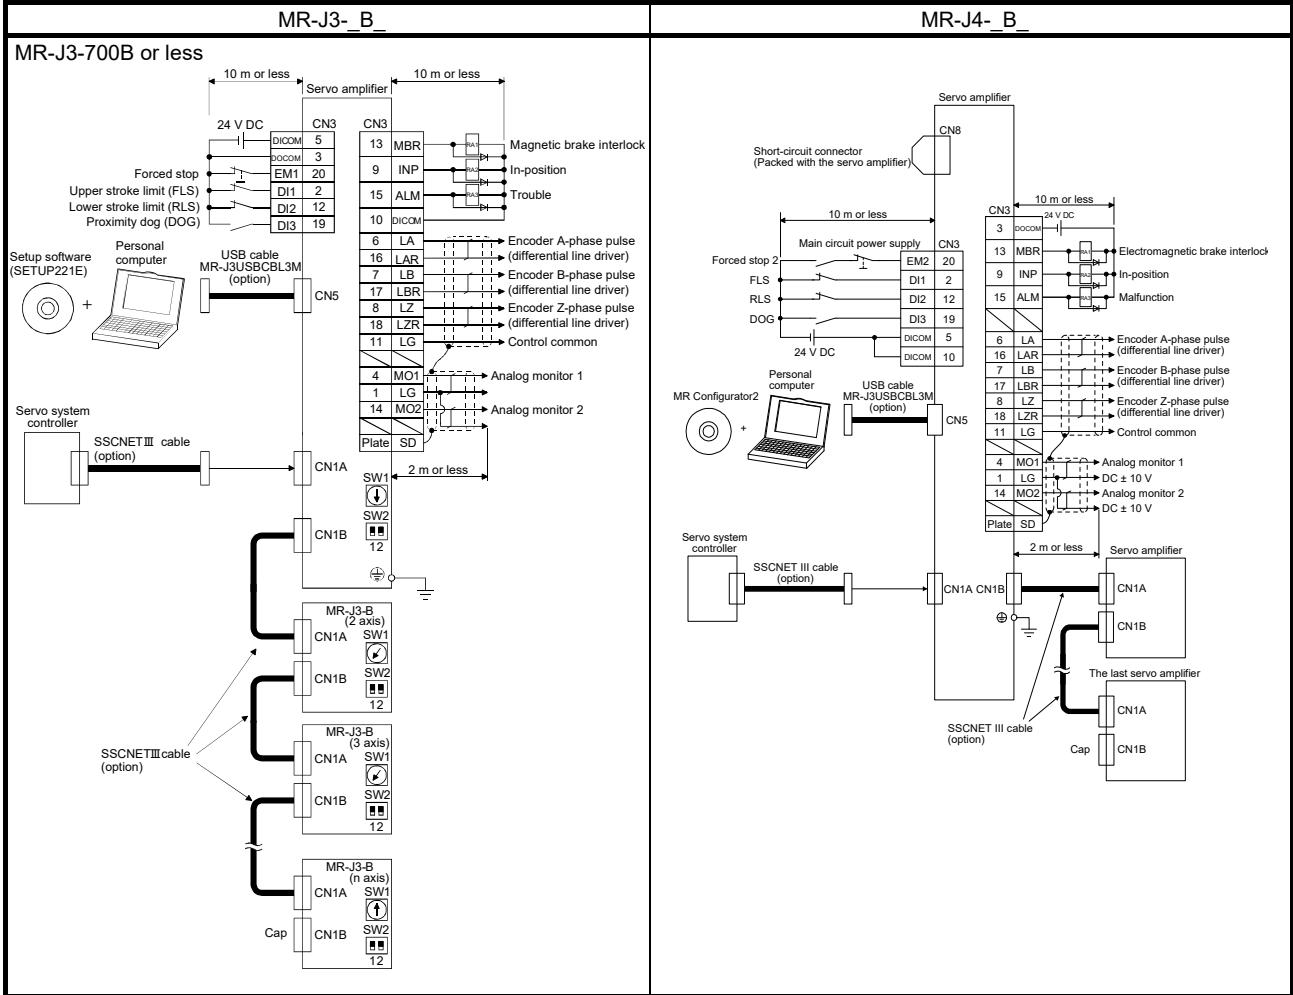 MR-J3-_B_
MR-J4-_B_
MR-J3-700B or less
10 m or less
10 m or less
Servo amplifier
24 V DC
CN3
CN3
DICOM 5
DOCOM 3
Forced stop EM1 20
Upper stroke limit (FLS) DI1 2
Lower stroke limit (RLS) DI2 12
Proximity dog (DOG) DI3 19
13 MBR RA1 Magnetic brake interlock
9 INP RA2 In-position
15 ALM RA3 Trouble
10 DICOM
6 LA Encoder A-phase pulse
16 LAR (differential line driver)
7 LB Encoder B-phase pulse
17 LBR (differential line driver)
8 LZ Encoder Z-phase pulse
18 LZR (differential line driver)
11 LG Control common
4 MO1 Analog monitor 1
1 LG
14 MO2 Analog monitor 2
Plate SD
2 m or less
Setup software
(SETUP221E)
+
Personal
computer
USB cable
MR-J3USBCBL3M
(option)
CN5
Servo system
controller
SSCNETⅢ cable
(option)
CN1A
SW1
SW2
12
CN1B
MR-J3-B
(2 axis)
CN1A
SW1
CN1B
SW2
12
SSCNETⅢ cable
(option)
MR-J3-B
(3 axis)
CN1A
SW1
CN1B
SW2
12
MR-J3-B
(n axis)
CN1A
SW1
Cap
CN1B
SW2
12
Servo amplifier
CN8
Short-circuit connector
(Packed with the servo amplifier)
10 m or less
10 m or less
Main circuit power supply
CN3
Forced stop 2 EM2 20
FLS DI1 2
RLS DI2 12
DOG DI3 19
DICOM 5
24 V DC
DICOM 10
CN3
24 V DC
3 DOCOM
13 MBR RA1 Electromagnetic brake interlock
9 INP RA2 In-position
15 ALM RA3 Malfunction
6 LA Encoder A-phase pulse
16 LAR (differential line driver)
7 LB Encoder B-phase pulse
17 LBR (differential line driver)
8 LZ Encoder Z-phase pulse
18 LZR (differential line driver)
11 LG Control common
4 MO1 Analog monitor 1
1 LG DC ± 10 V
14 MO2 Analog monitor 2
DC ± 10 V
Plate SD
2 m or less
MR Configurator2
+
Personal
computer
USB cable
MR-J3USBCBL3M
(option)
CN5
Servo system
controller
SSCNET III cable
(option)
CN1A
CN1B
Servo amplifier
CN1A
CN1B
The last servo amplifier
CN1A
Cap
CN1B
SSCNET III cable
(option)